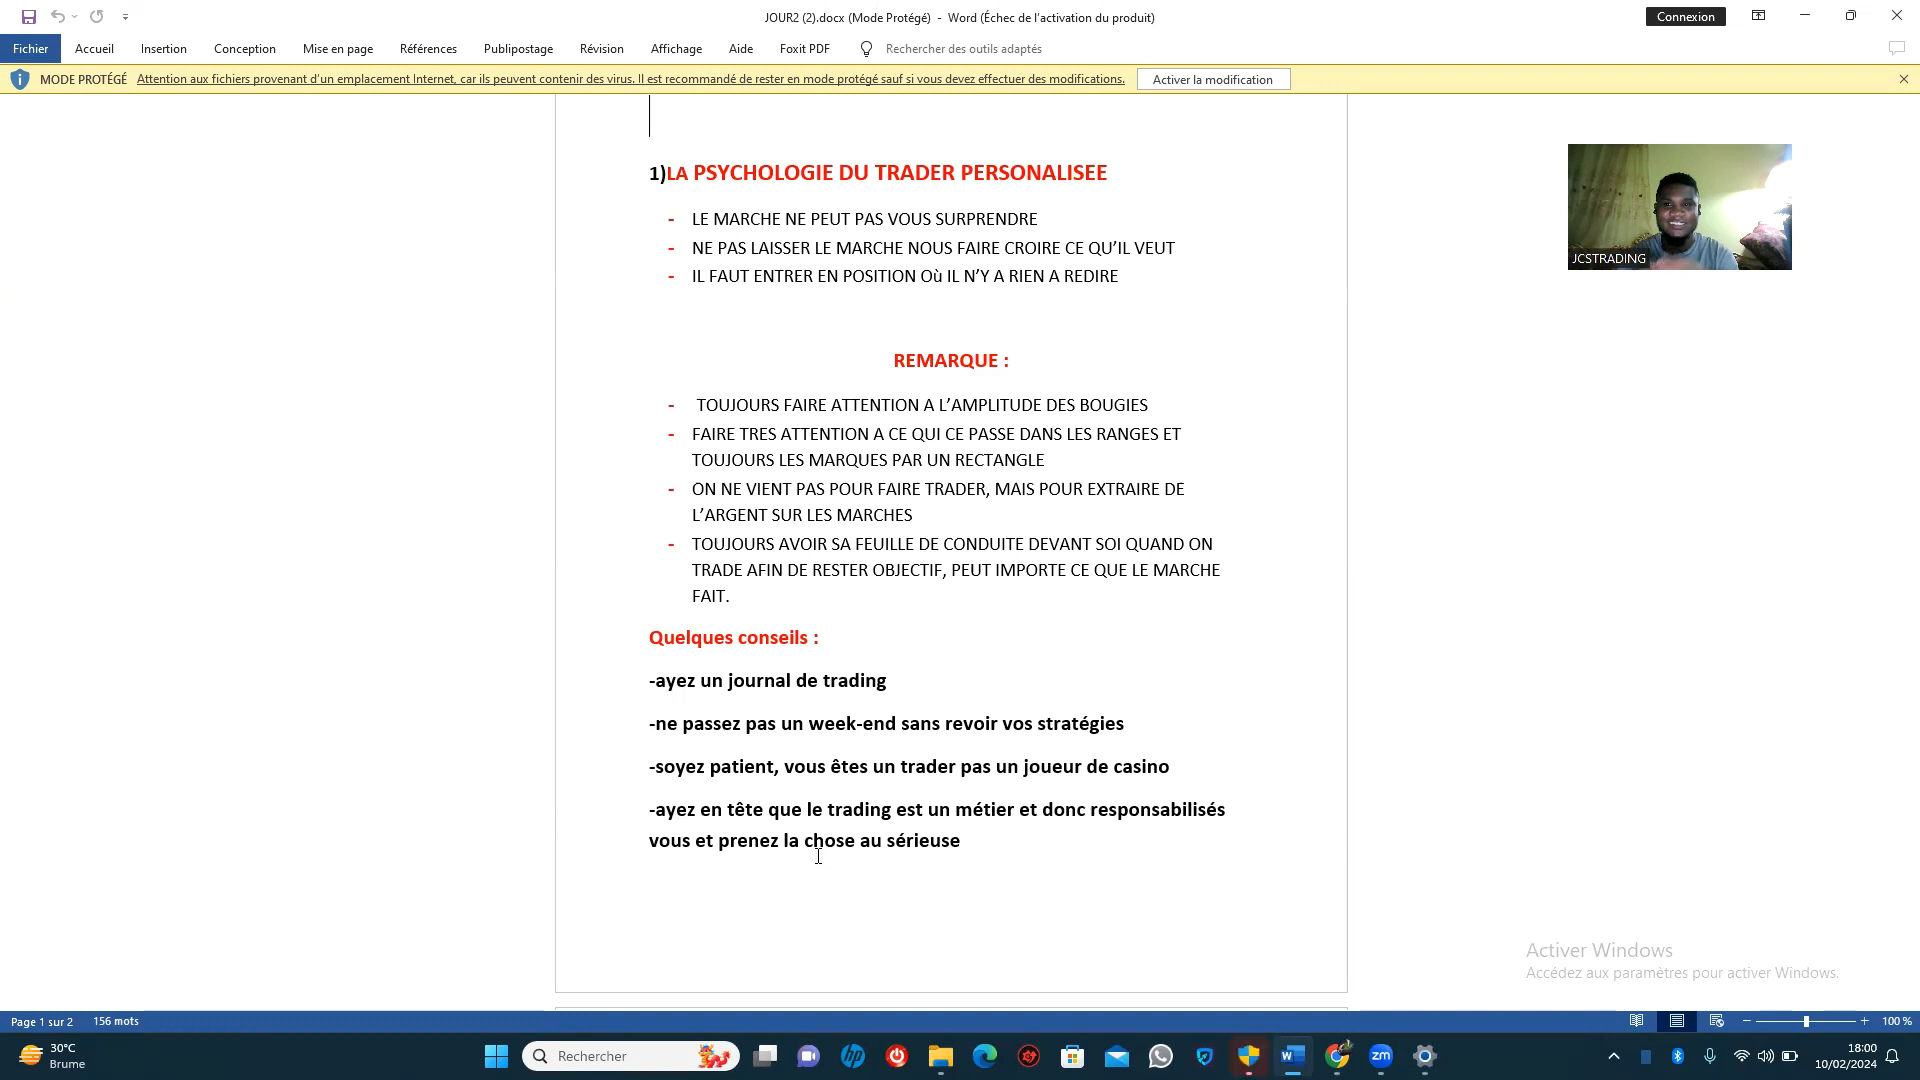 JOUR2 (2).docx (Mode Protégé) - Word (Échec de l'activation du produit)
Connexion
Fichier Accueil Insertion Conception Mise en page Références Publipostage Révision Affichage Aide Foxit PDF Rechercher des outils adaptés
MODE PROTÉGÉ Attention aux fichiers provenant d'un emplacement Internet, car ils peuvent contenir des virus. Il est recommandé de rester en mode protégé sauf si vous devez effectuer des modifications. Activer la modification
1)LA PSYCHOLOGIE DU TRADER PERSONALISEE
- LE MARCHE NE PEUT PAS VOUS SURPRENDRE
- NE PAS LAISSER LE MARCHE NOUS FAIRE CROIRE CE QU'IL VEUT
- IL FAUT ENTRER EN POSITION Où IL N'Y A RIEN A REDIRE
JCSTRADING
REMARQUE :
- TOUJOURS FAIRE ATTENTION A L'AMPLITUDE DES BOUGIES
- FAIRE TRES ATTENTION A CE QUI CE PASSE DANS LES RANGES ET
TOUJOURS LES MARQUES PAR UN RECTANGLE
- ON NE VIENT PAS POUR FAIRE TRADER, MAIS POUR EXTRAIRE DE
L'ARGENT SUR LES MARCHES
- TOUJOURS AVOIR SA FEUILLE DE CONDUITE DEVANT SOI QUAND ON
TRADE AFIN DE RESTER OBJECTIF, PEUT IMPORTE CE QUE LE MARCHE
FAIT.
Quelques conseils :
-ayez un journal de trading
-ne passez pas un week-end sans revoir vos stratégies
-soyez patient, vous êtes un trader pas un joueur de casino
-ayez en tête que le trading est un métier et donc responsabilisés
vous et prenez la chose au sérieuse
Activer Windows
Accédez aux paramètres pour activer Windows.
Page 1 sur 2 156 mots
100 %
30°C
Brume
Rechercher
hp
zm
18:00
10/02/2024